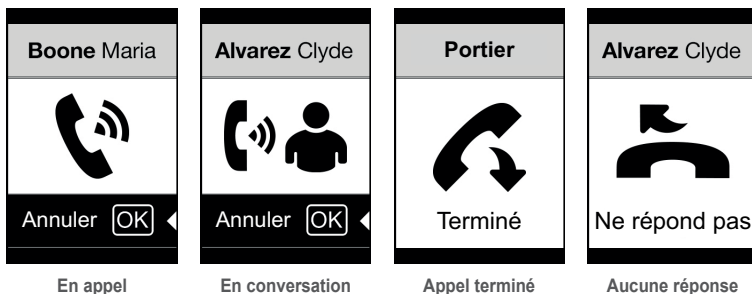 Boone Maria
Annuler OK
En appel
Alvarez Clyde
Annuler OK
En conversation
Portier
Terminé
Appel terminé
Alvarez Clyde
Ne répond pas
Aucune réponse